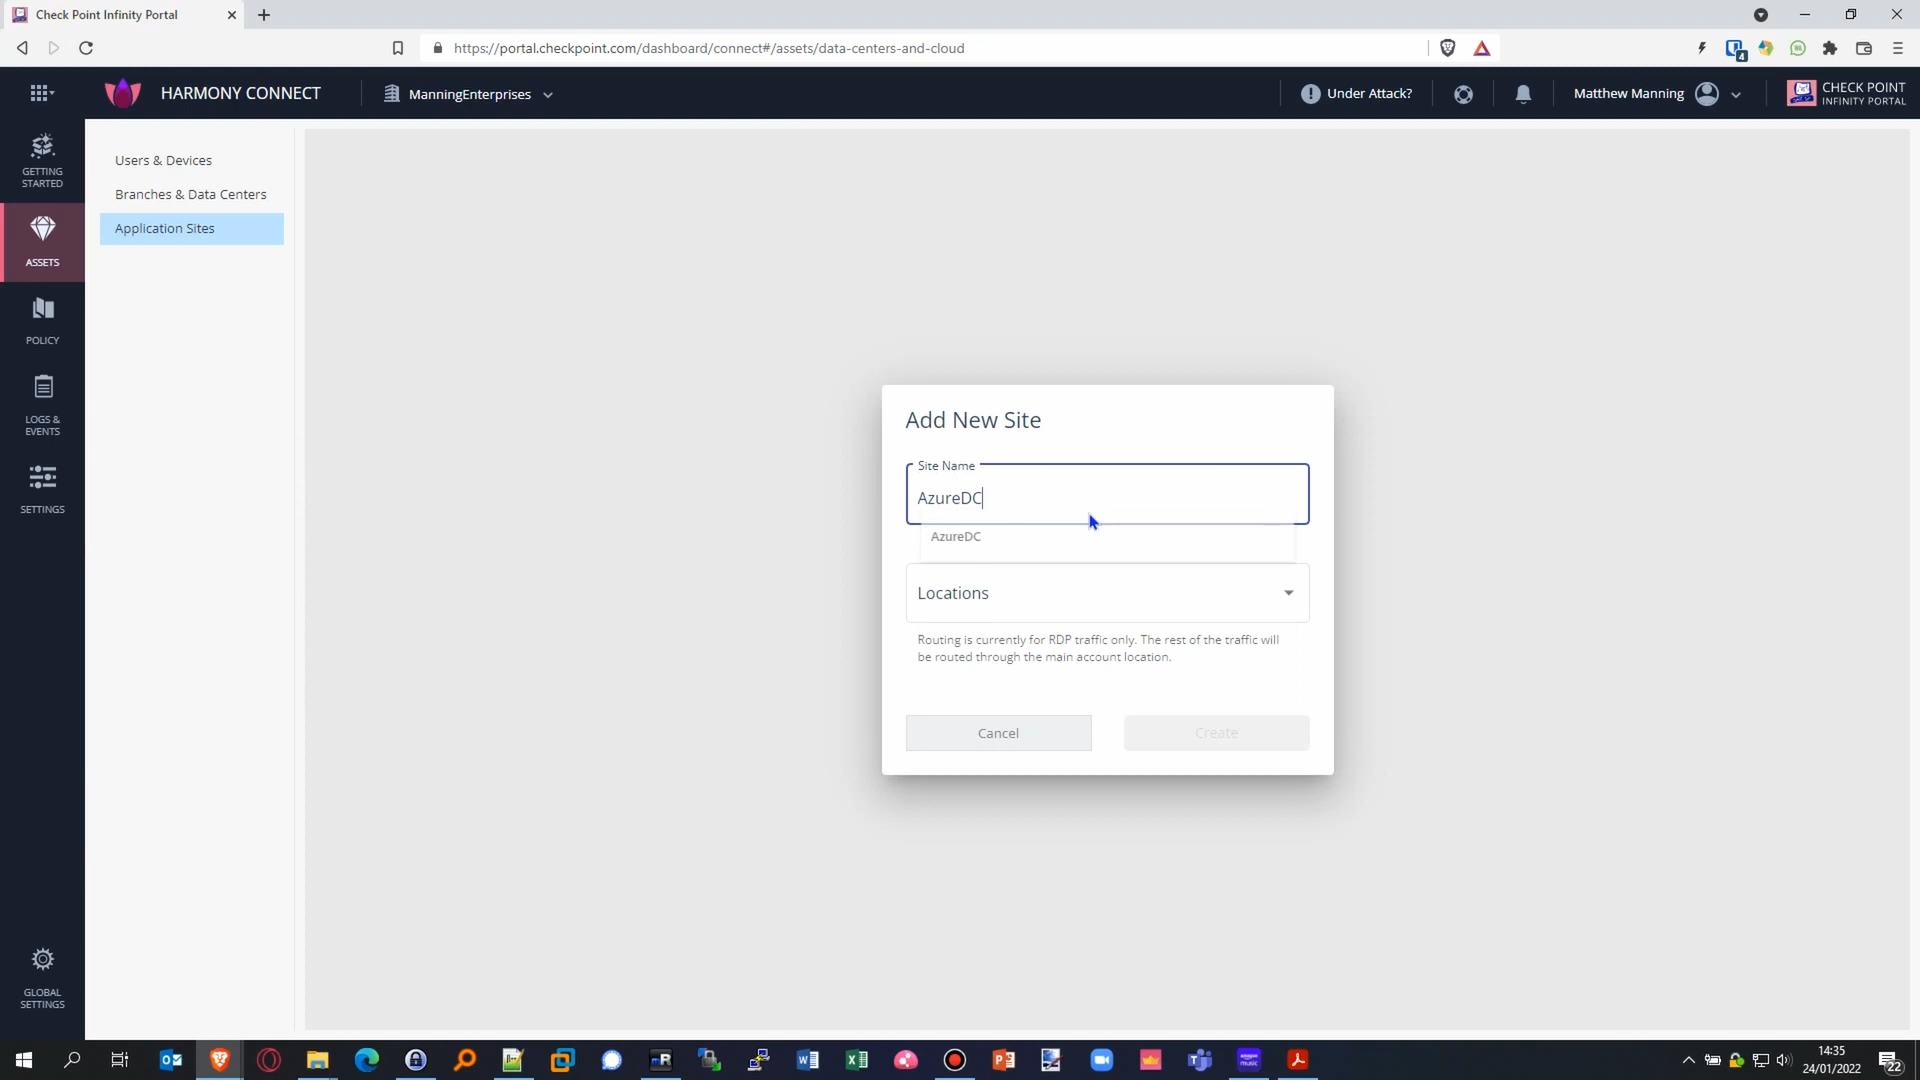 Check Point Infinity Portal
https://portal.checkpoint.com/dashboard/connect#/assets/data-centers-and-cloud
4
HARMONY CONNECT
ManningEnterprises
Under Attack?
Matthew Manning
CHECK POINT
INFINITY PORTAL
GETTING
STARTED
ASSETS
POLICY
LOGS &
EVENTS
SETTINGS
GLOBAL
SETTINGS
Users & Devices
Branches & Data Centers
Application Sites
Add New Site
Site Name
AzureDC
AzureDC
Locations
Routing is currently for RDP traffic only. The rest of the traffic will
be routed through the main account location.
Cancel
Create
14:35
24/01/2022
22